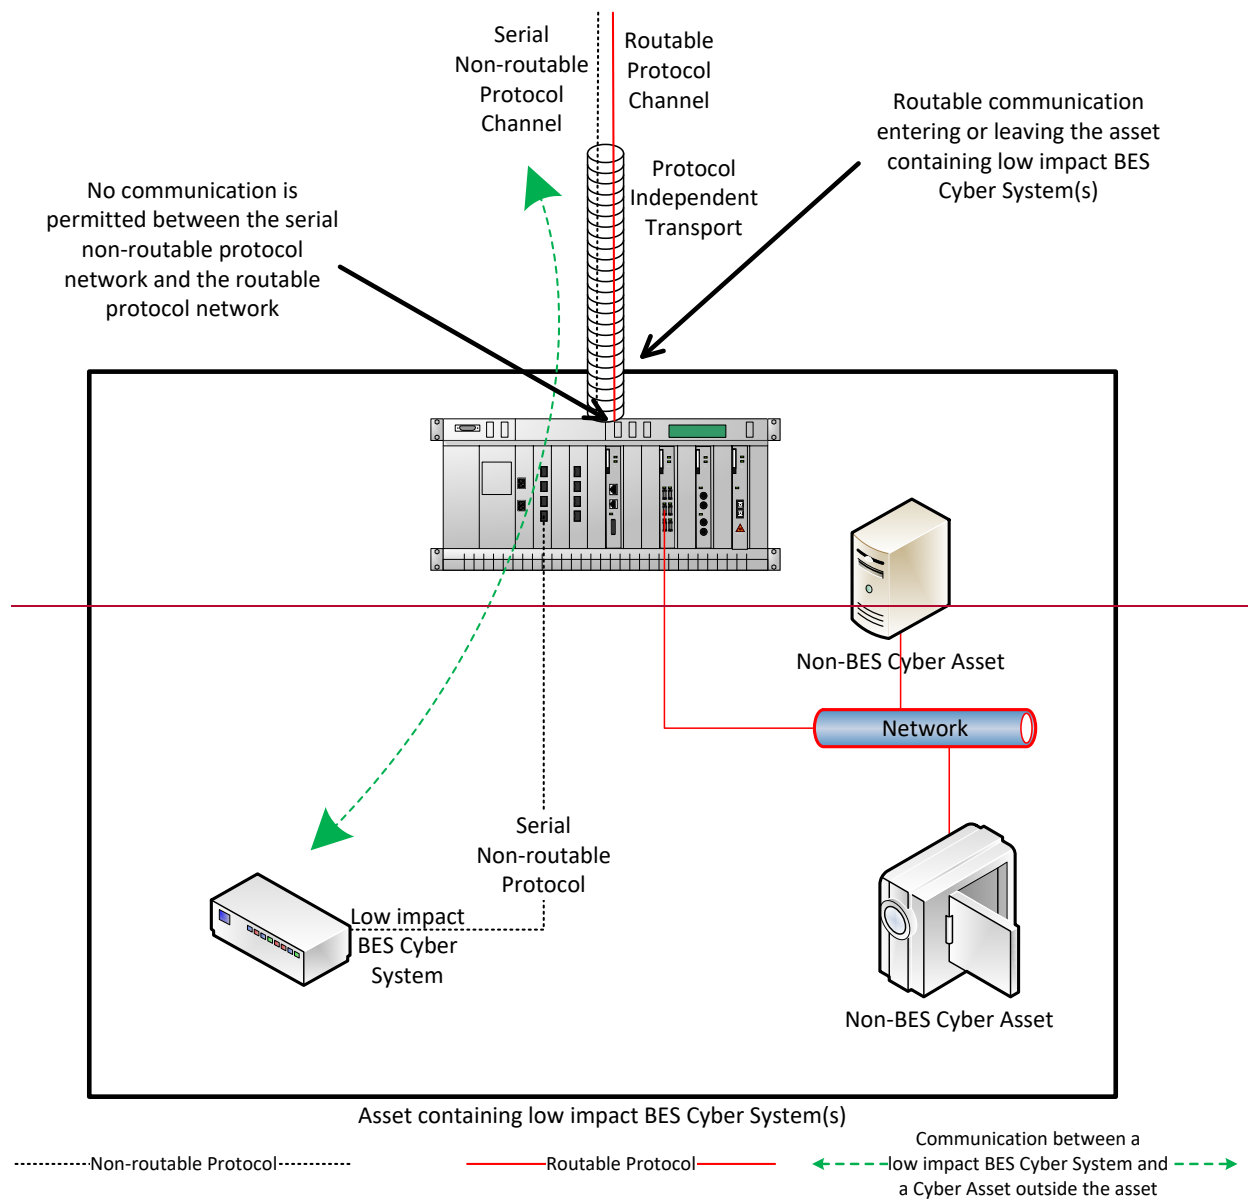 Serial
Non-routable
Protocol
Channel
Routable
Protocol
Channel
Routable communication
entering or leaving the asset
containing low impact BES
Cyber System(s)
Protocol
Independent
Transport
No communication is
permitted between the serial
non-routable protocol
network and the routable
protocol network
Non-BES Cyber Asset
Network
Serial
Non-routable
Protocol
Low impact
BES Cyber
System
Non-BES Cyber Asset
Asset containing low impact BES Cyber System(s)
Non-routable Protocol
Routable Protocol
Communication between a
low impact BES Cyber System and
a Cyber Asset outside the asset